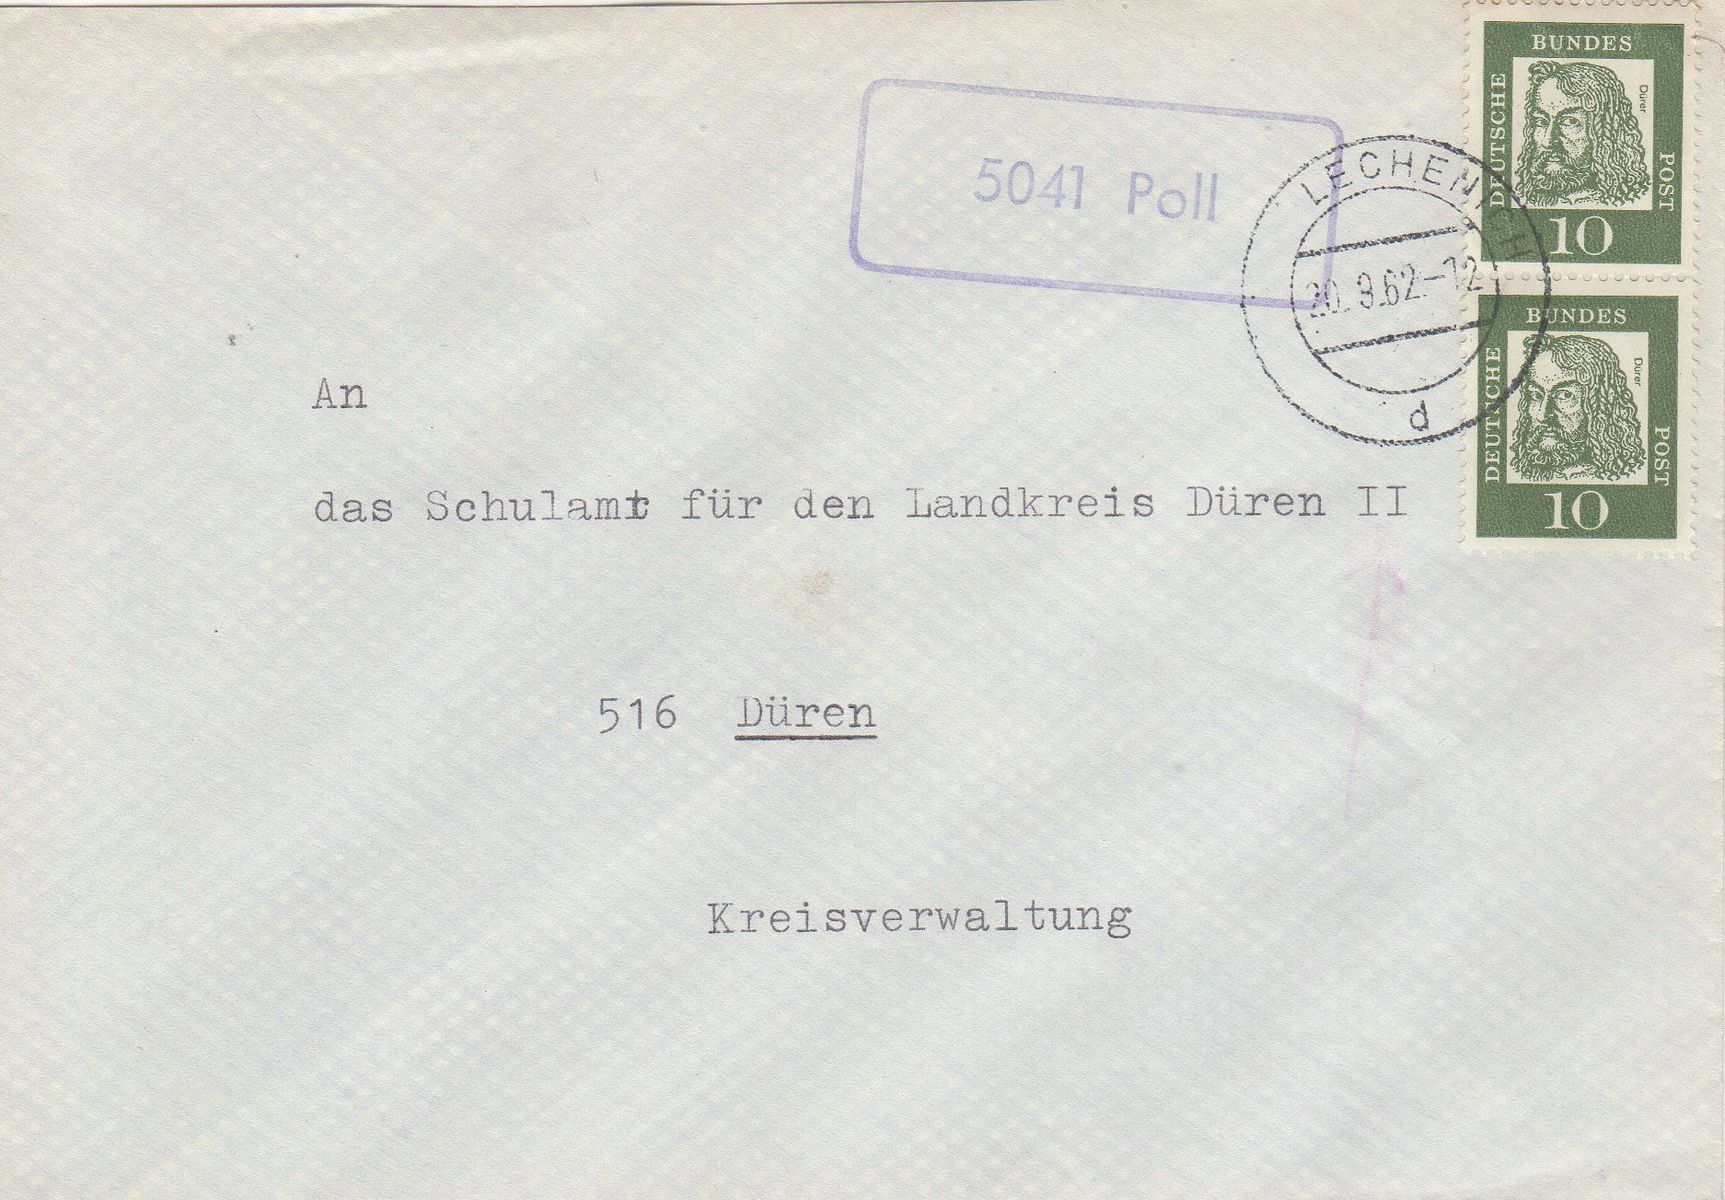 BUNDES
DEUTSCHE
POST
Dürer
10
5041 Poll
LECHENICH
20.9.62-12
d
BUNDES
DEUTSCHE
POST
Dürer
10
An
das Schulamt für den Landkreis Düren II
516 Düren
Kreisverwaltung